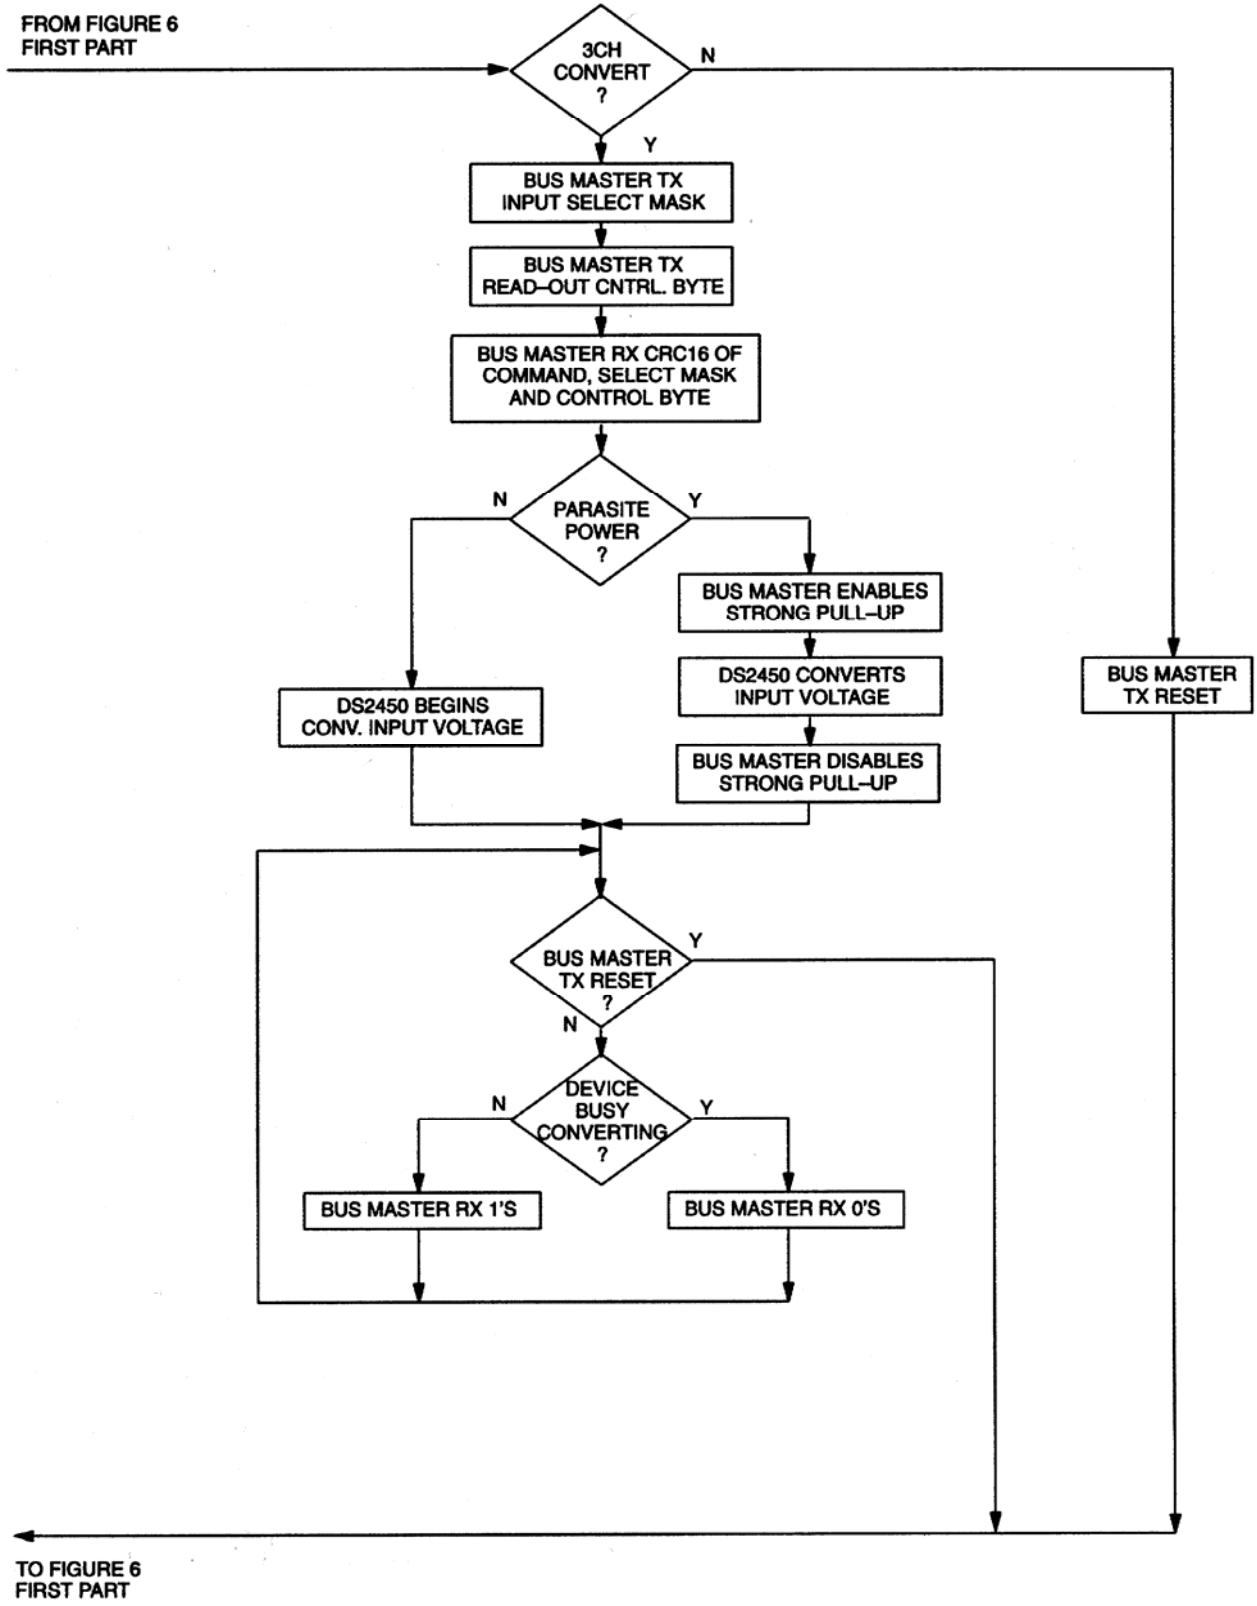 FROM FIGURE 6
FIRST PART
3CH
CONVERT
?
N
Y
BUS MASTER TX
INPUT SELECT MASK
BUS MASTER TX
READ–OUT CNTRL. BYTE
BUS MASTER RX CRC16 OF
COMMAND, SELECT MASK
AND CONTROL BYTE
N
PARASITE
POWER
?
Y
BUS MASTER ENABLES
STRONG PULL–UP
DS2450 CONVERTS
INPUT VOLTAGE
BUS MASTER
TX RESET
DS2450 BEGINS
CONV. INPUT VOLTAGE
BUS MASTER DISABLES
STRONG PULL–UP
Y
BUS MASTER
TX RESET
?
N
N
DEVICE
BUSY
CONVERTING
?
Y
BUS MASTER RX 1'S
BUS MASTER RX 0'S
TO FIGURE 6
FIRST PART